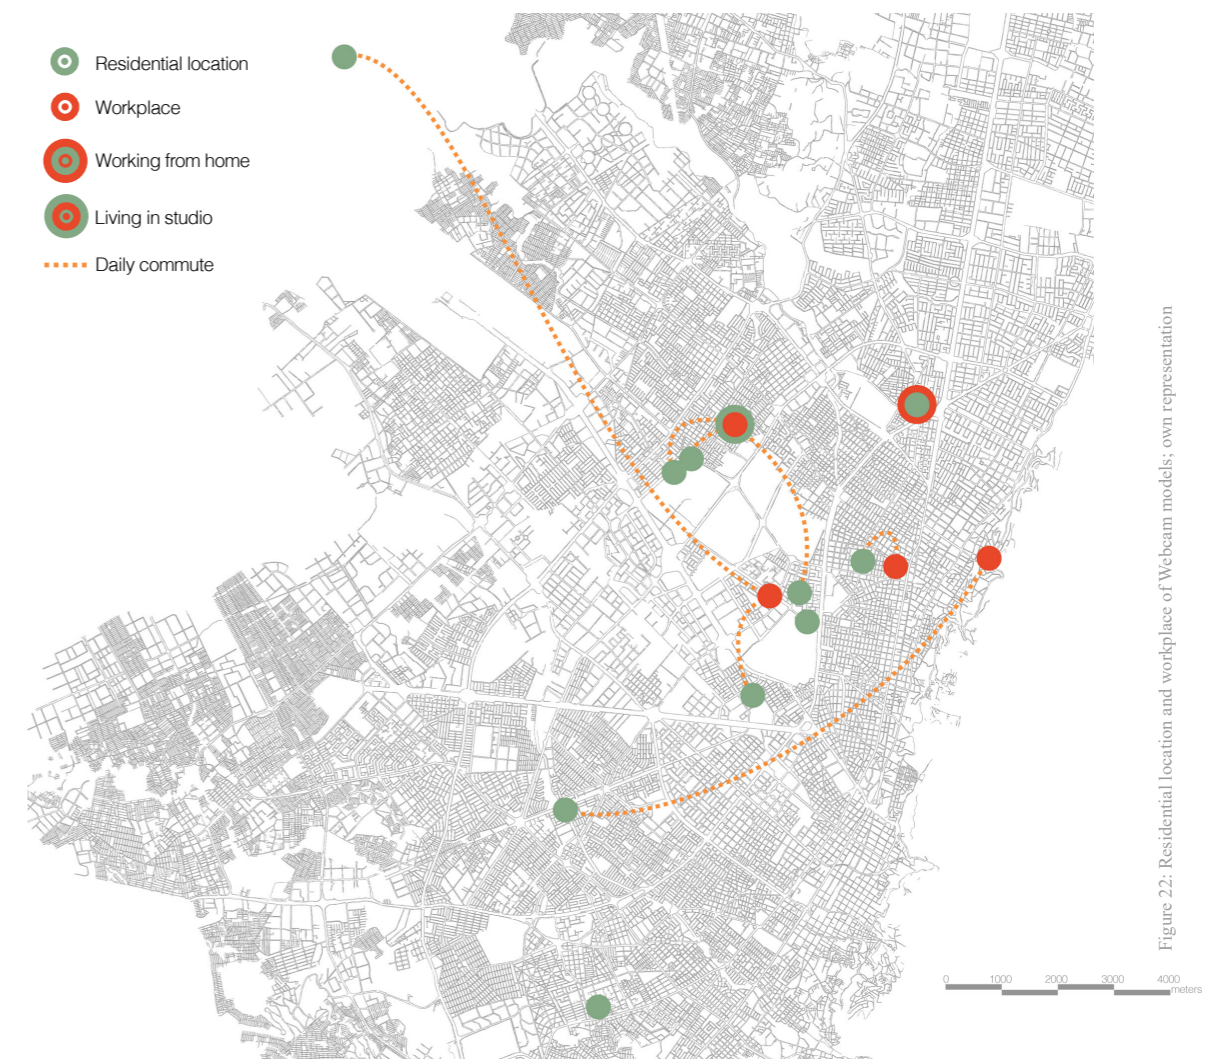 Residential location
Workplace
Working from home
Living in studio
Daily commute
Figure 22: Residential location and workplace of Webcam models; own representation
0 1000 2000 3000 4000
meters